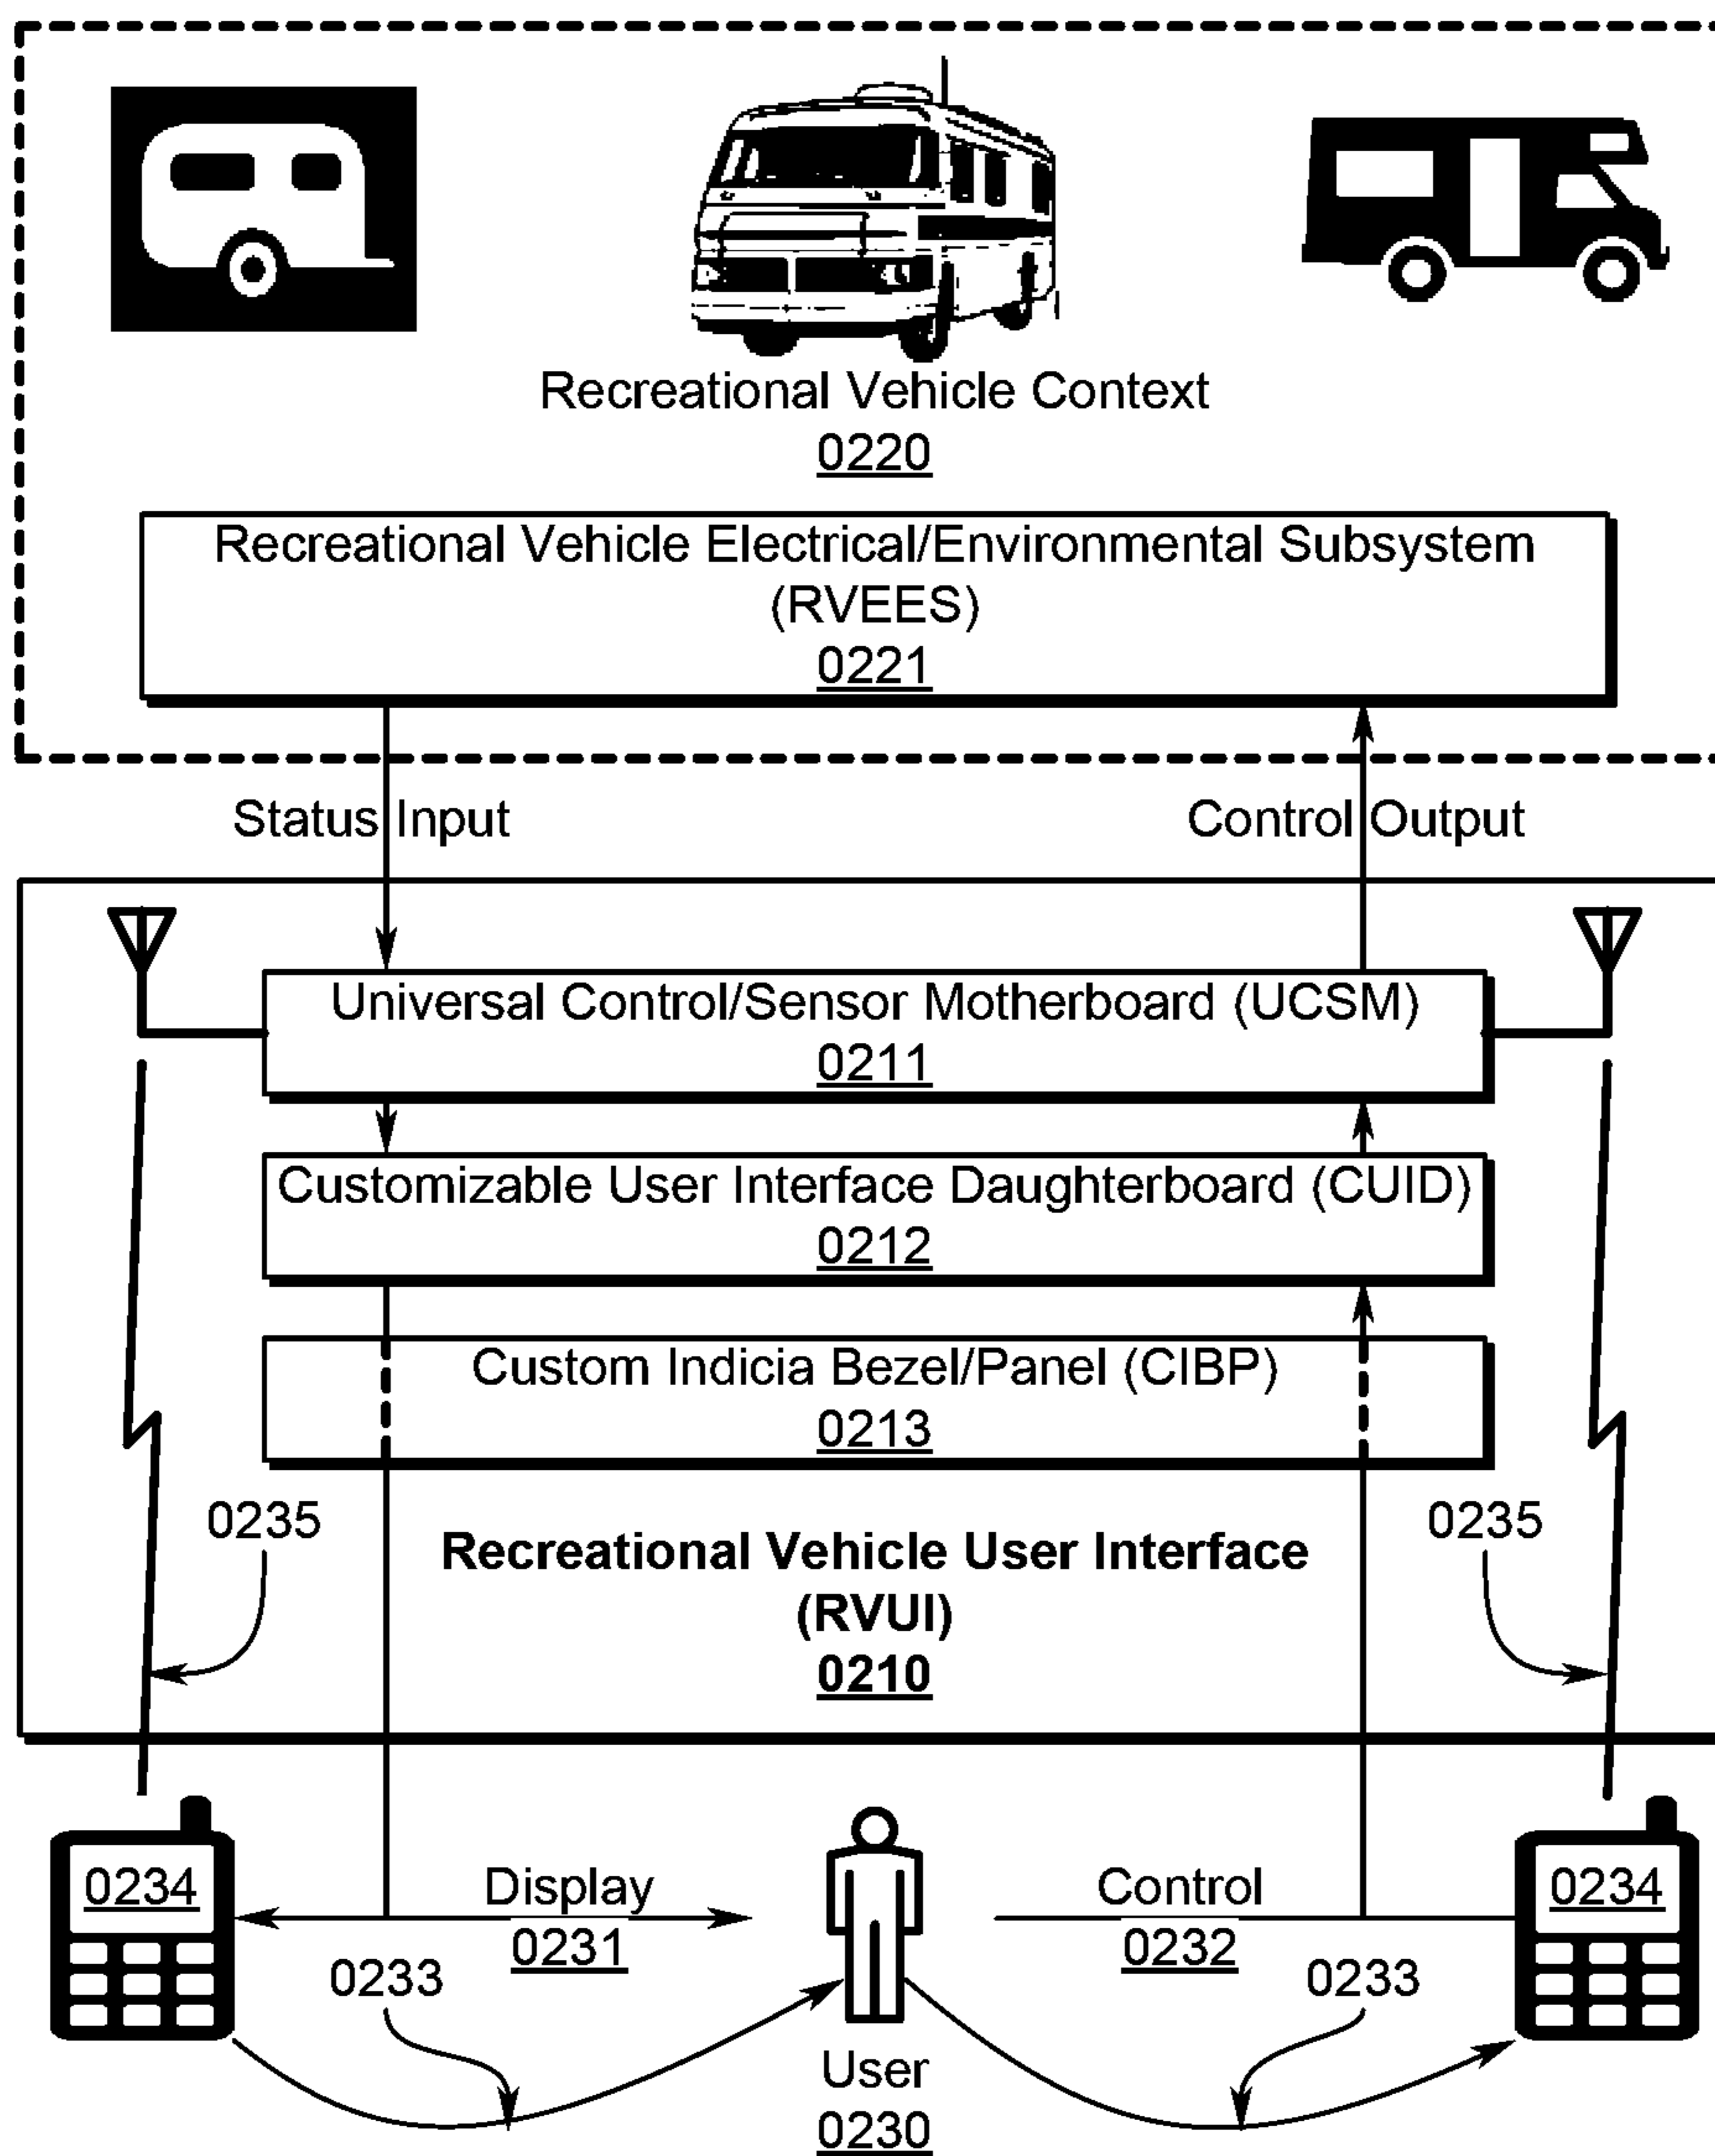 Recreational Vehicle Context
0220
Recreational Vehicle Electrical/Environmental Subsystem
(RVEES)
0221
Status Input
Control Output
Universal Control/Sensor Motherboard (UCSM)
0211
Customizable User Interface Daughterboard (CUID)
0212
Custom Indicia Bezel/Panel (CIBP)
0213
0235
0235
Recreational Vehicle User Interface
(RVUI)
0210
0234
Display
0231
Control
0232
0234
0233
0233
User
0230